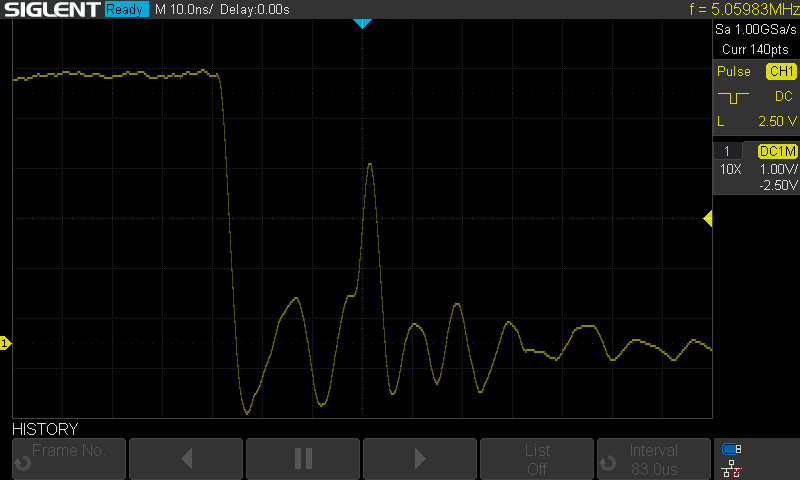 SIGLENT Ready M 10.0ns/ Delay:0.00s f = 5.05983MHz
Sa 1.00GSa/s
Curr 140pts
Pulse CH1
DC
L 2.50 V
1 DC1M
10X 1.00V/
-2.50V
1
HISTORY
Frame No. List Interval
Off 83.0us